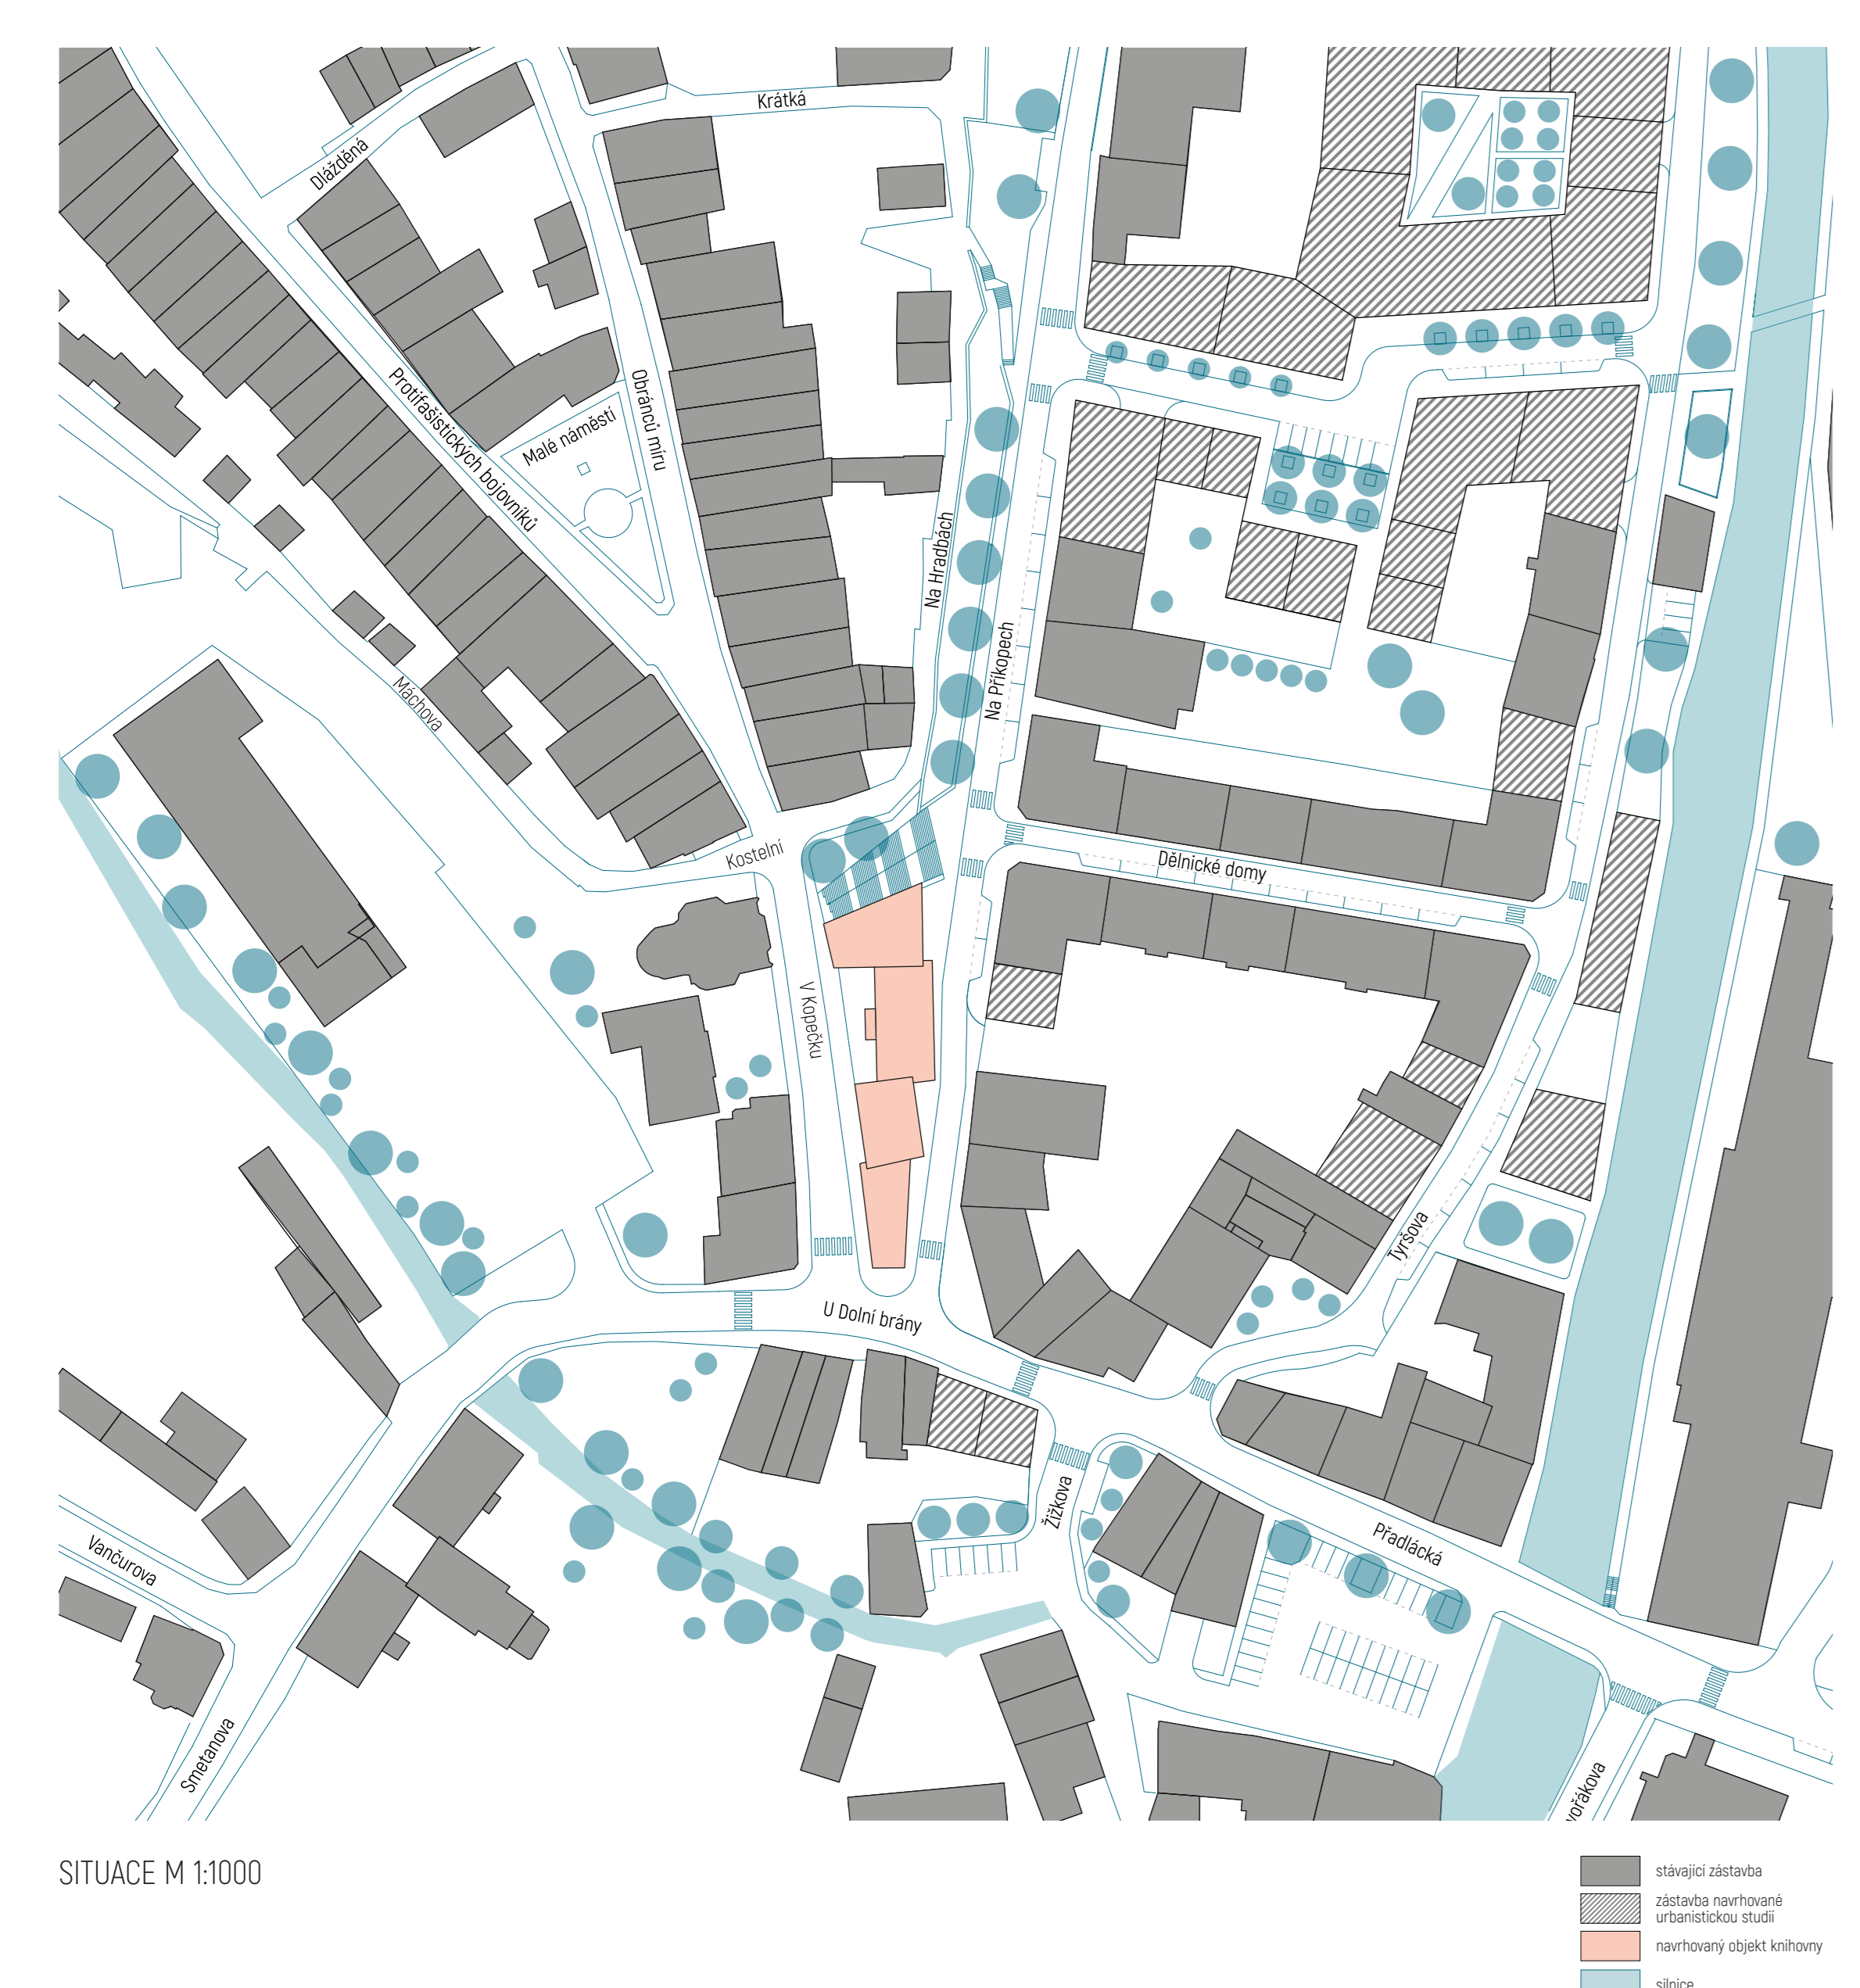 Krátká
Dlážděná
Malé náměstí
Obránců míru
Protifašistických bojovníků
Na Hradbách
Na Příkopech
Máchova
Kostelní
Dělnické domy
V Kopečku
Tyršova
U Dolní brány
Žižkova
Přadlácká
Vančurova
Smetanova
vořákova
SITUACE M 1:1000
stávající zástavba
zástavba navrhované
urbanistickou studií
navrhovaný objekt knihovny
silnice